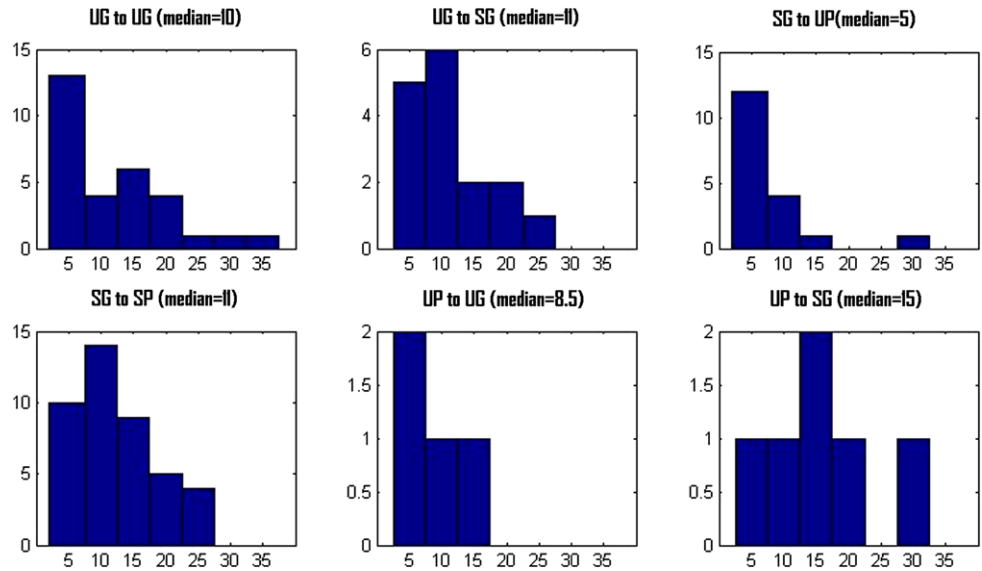 UG to UG (median=10)
UG to SG (median=11)
SG to UP(median=5)
15
10
5
0
5 10 15 20 25 30 35
6
4
2
0
5 10 15 20 25 30 35
15
10
5
0
5 10 15 20 25 30 35
SG to SP (median=11)
UP to UG (median=8.5)
UP to SG (median=15)
15
10
5
0
5 10 15 20 25 30 35
2
1.5
1
0.5
0
5 10 15 20 25 30 35
2
1.5
1
0.5
0
5 10 15 20 25 30 35